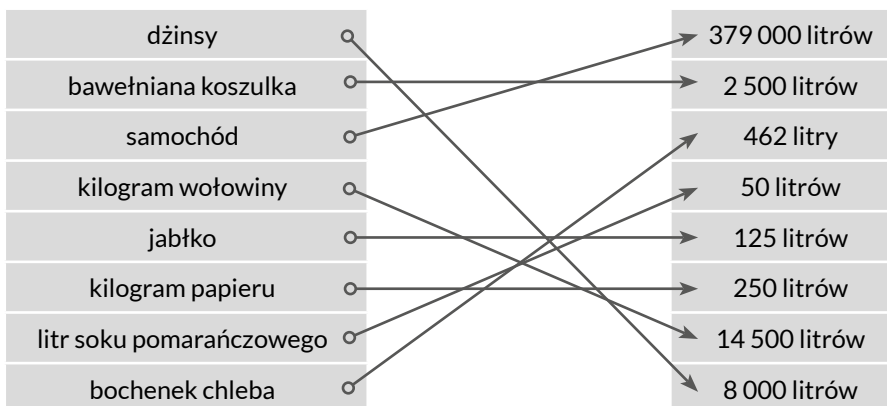 dżinsy 379 000 litrów
bawełniana koszulka 2 500 litrów
samochód 462 litry
kilogram wołowiny 50 litrów
jabłko 125 litrów
kilogram papieru 250 litrów
litr soku pomarańczowego 14 500 litrów
bochenek chleba 8 000 litrów